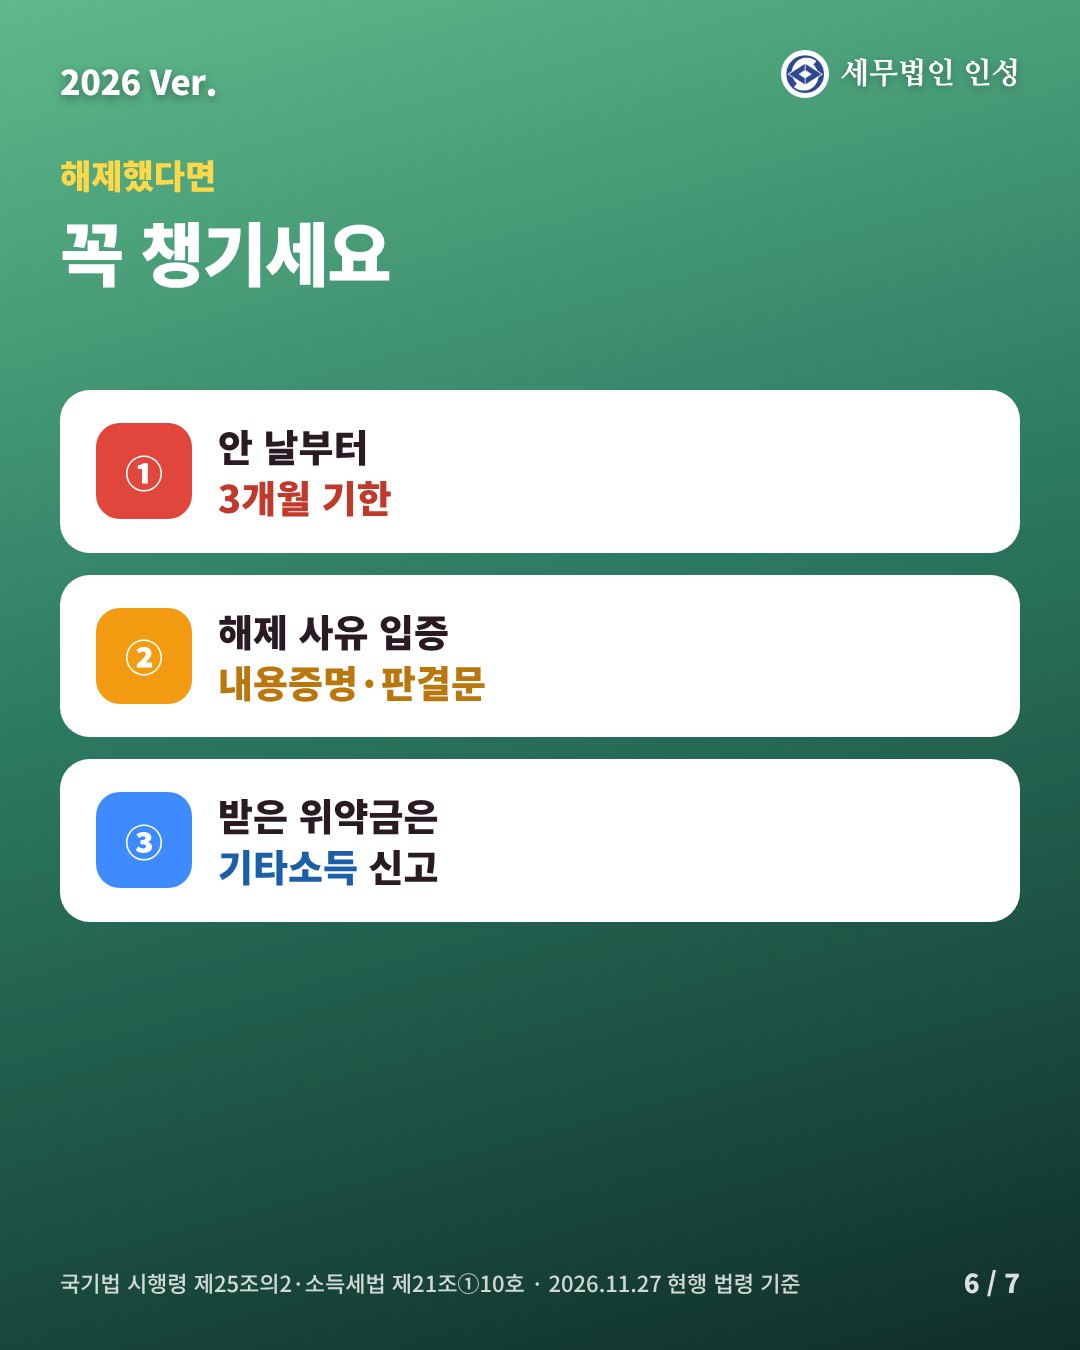 2026 Ver.
세무법인 인성
해제했다면
꼭 챙기세요
① 안 날부터
3개월 기한
② 해제 사유 입증
내용증명·판결문
③ 받은 위약금은
기타소득 신고
국기법 시행령 제25조의2·소득세법 제21조①10호 · 2026.11.27 현행 법령 기준
6 / 7